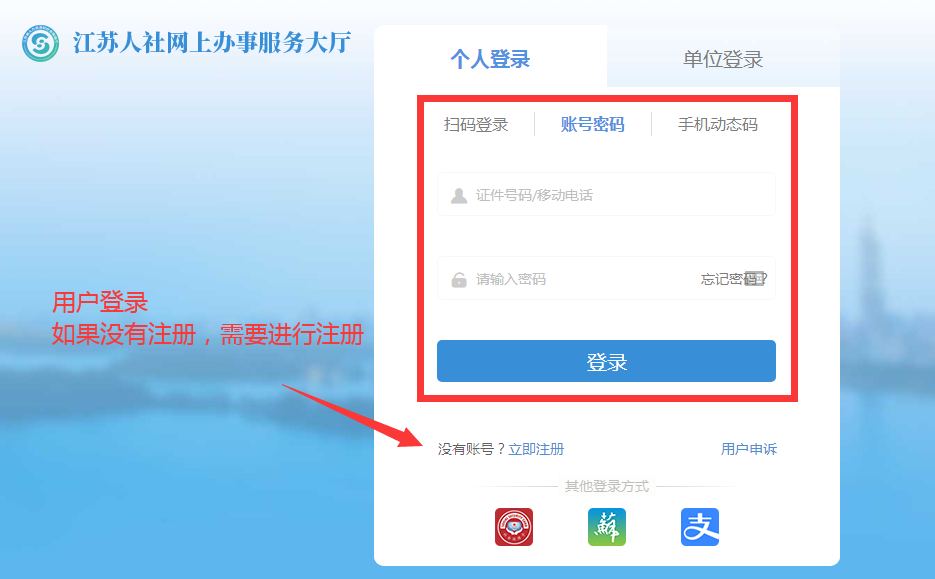 江苏人社网上办事服务大厅
个人登录
单位登录
扫码登录
账号密码
手机动态码
证件号码/移动电话
请输入密码
忘记密码?
用户登录
如果没有注册，需要进行注册
登录
没有账号？立即注册
用户申诉
其他登录方式
蘇
支